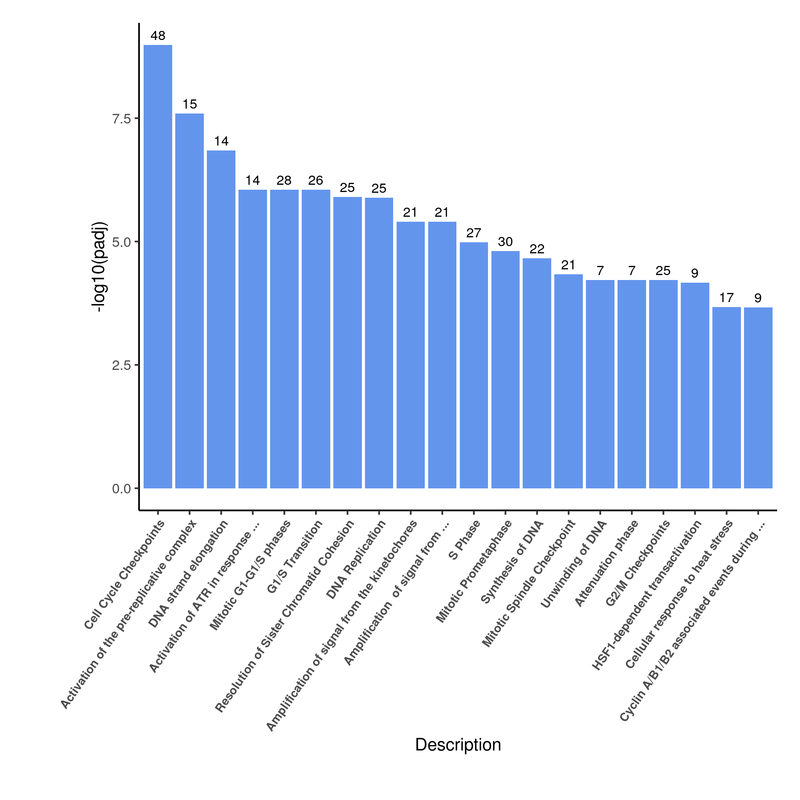 48
15
14
14
28
26
25
25
21
21
27
30
22
21
7
7
25
9
17
9
-log10(padj)
7.5
5.0
2.5
0.0
Cell Cycle Checkpoints
Activation of the pre-replicative complex
DNA strand elongation
Activation of ATR in response ...
Mitotic G1-G1/S phases
G1/S Transition
Resolution of Sister Chromatid Cohesion
DNA Replication
Amplification of signal from the kinetochores
Amplification  of signal from ...
S Phase
Mitotic Prometaphase
Synthesis of DNA
Mitotic Spindle Checkpoint
Unwinding of DNA
Attenuation phase
G2/M Checkpoints
HSF1-dependent transactivation
Cellular response to heat stress
Cyclin A/B1/B2 associated events during ...
Description